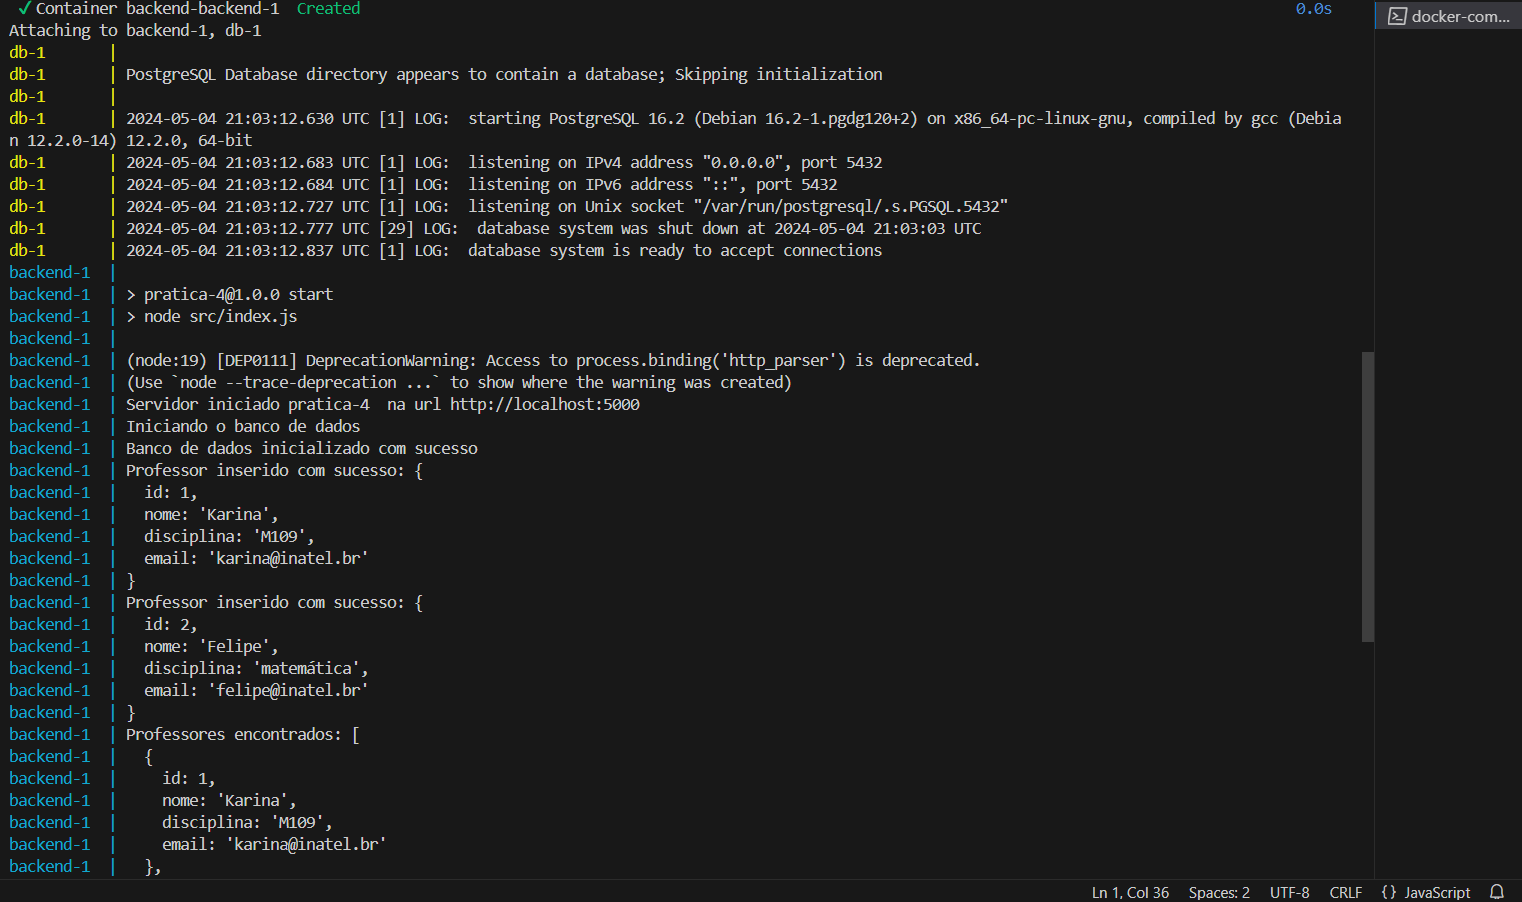 ✓ Container backend-backend-1  Created 0.0s
docker-com...
Attaching to backend-1, db-1
db-1       |
db-1       | PostgreSQL Database directory appears to contain a database; Skipping initialization
db-1       |
db-1       | 2024-05-04 21:03:12.630 UTC [1] LOG:  starting PostgreSQL 16.2 (Debian 16.2-1.pgdg120+2) on x86_64-pc-linux-gnu, compiled by gcc (Debia
n 12.2.0-14) 12.2.0, 64-bit
db-1       | 2024-05-04 21:03:12.683 UTC [1] LOG:  listening on IPv4 address "0.0.0.0", port 5432
db-1       | 2024-05-04 21:03:12.684 UTC [1] LOG:  listening on IPv6 address "::", port 5432
db-1       | 2024-05-04 21:03:12.727 UTC [1] LOG:  listening on Unix socket "/var/run/postgresql/.s.PGSQL.5432"
db-1       | 2024-05-04 21:03:12.777 UTC [29] LOG:  database system was shut down at 2024-05-04 21:03:03 UTC
db-1       | 2024-05-04 21:03:12.837 UTC [1] LOG:  database system is ready to accept connections
backend-1  |
backend-1  | > pratica-4@1.0.0 start
backend-1  | > node src/index.js
backend-1  |
backend-1  | (node:19) [DEP0111] DeprecationWarning: Access to process.binding('http_parser') is deprecated.
backend-1  | (Use `node --trace-deprecation ...` to show where the warning was created)
backend-1  | Servidor iniciado pratica-4  na url http://localhost:5000
backend-1  | Iniciando o banco de dados
backend-1  | Banco de dados inicializado com sucesso
backend-1  | Professor inserido com sucesso: {
backend-1  |   id: 1,
backend-1  |   nome: 'Karina',
backend-1  |   disciplina: 'M109',
backend-1  |   email: 'karina@inatel.br'
backend-1  | }
backend-1  | Professor inserido com sucesso: {
backend-1  |   id: 2,
backend-1  |   nome: 'Felipe',
backend-1  |   disciplina: 'matemática',
backend-1  |   email: 'felipe@inatel.br'
backend-1  | }
backend-1  | Professores encontrados: [
backend-1  |   {
backend-1  |     id: 1,
backend-1  |     nome: 'Karina',
backend-1  |     disciplina: 'M109',
backend-1  |     email: 'karina@inatel.br'
backend-1  |   },
Ln 1, Col 36  Spaces: 2  UTF-8  CRLF  {} JavaScript